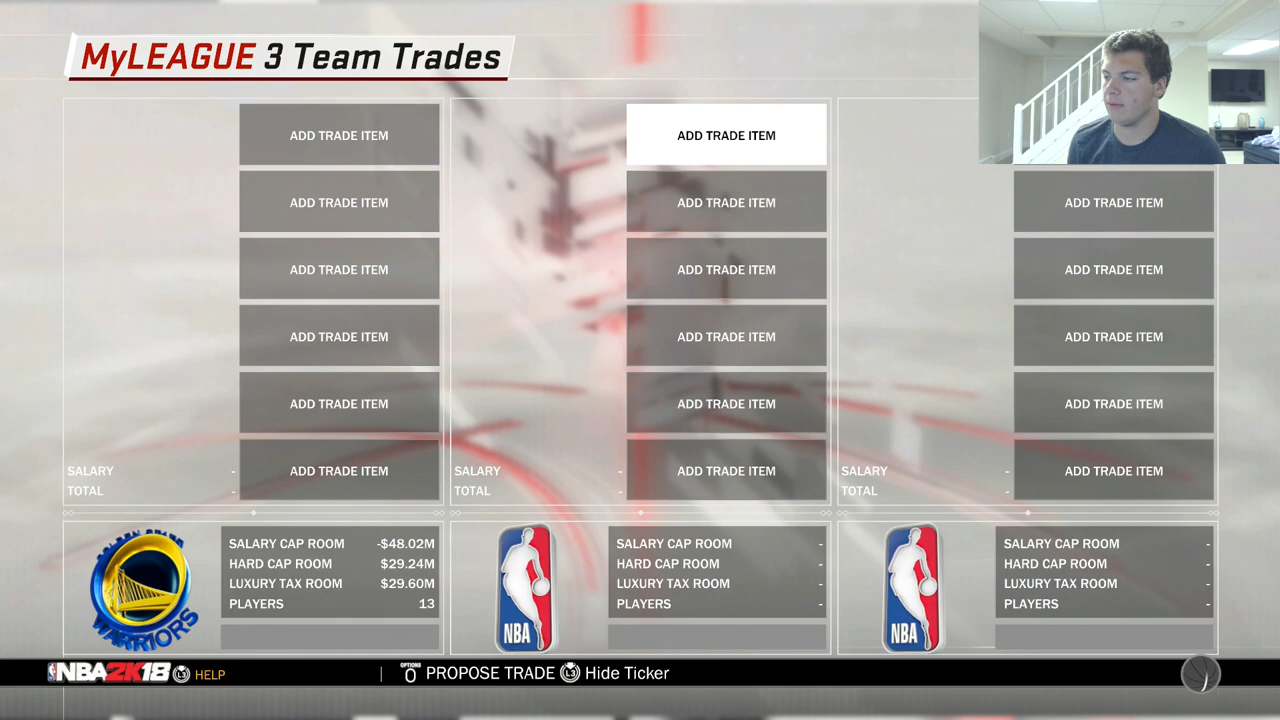 MyLEAGUE 3 Team Trades
ADD TRADE ITEM
ADD TRADE ITEM
ADD TRADE ITEM
ADD TRADE ITEM
ADD TRADE ITEM
ADD TRADE ITEM
SALARY -
TOTAL -
ADD TRADE ITEM
ADD TRADE ITEM
ADD TRADE ITEM
ADD TRADE ITEM
ADD TRADE ITEM
ADD TRADE ITEM
SALARY -
TOTAL -
ADD TRADE ITEM
ADD TRADE ITEM
ADD TRADE ITEM
ADD TRADE ITEM
ADD TRADE ITEM
SALARY -
TOTAL -
GOLDEN STATE
WARRIORS
SALARY CAP ROOM -$48.02M
HARD CAP ROOM $29.24M
LUXURY TAX ROOM $29.60M
PLAYERS 13
NBA
SALARY CAP ROOM -
HARD CAP ROOM -
LUXURY TAX ROOM -
PLAYERS -
NBA
SALARY CAP ROOM -
HARD CAP ROOM -
LUXURY TAX ROOM -
PLAYERS -
NBA2K18 L3 HELP | OPTIONS PROPOSE TRADE L3 Hide Ticker